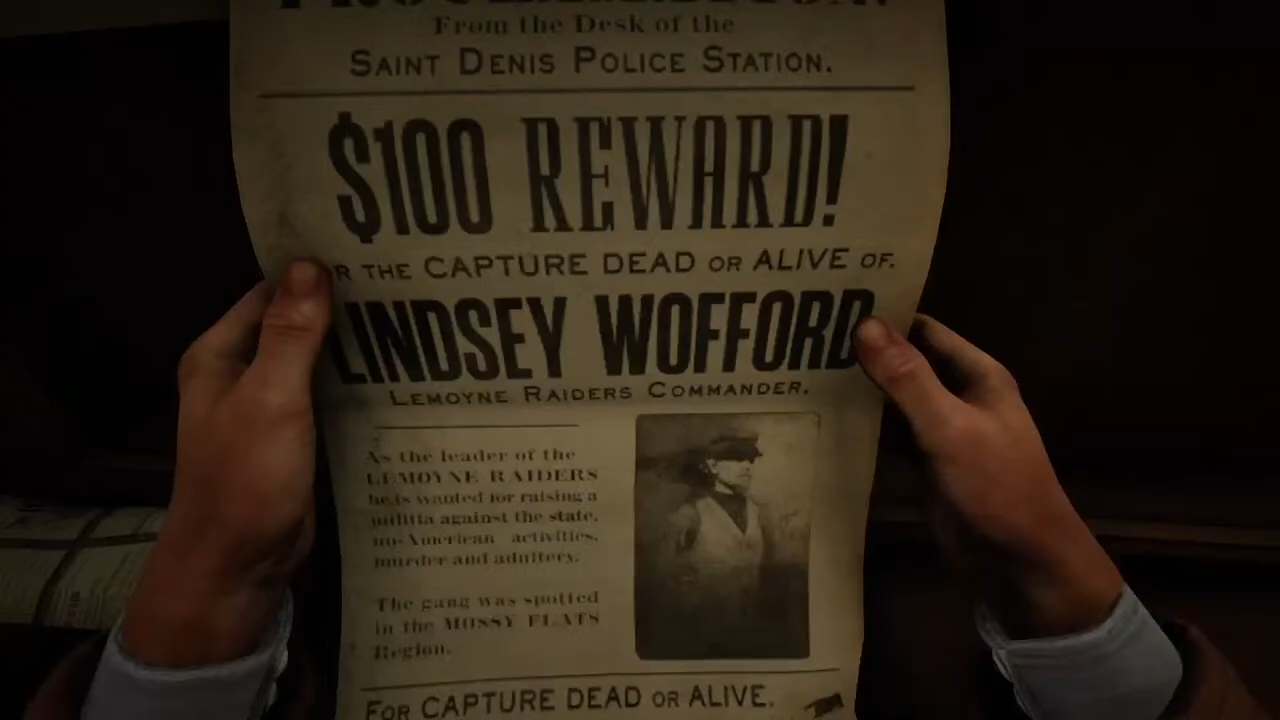 From the Desk of the
SAINT DENIS POLICE STATION.
$100 REWARD!
R THE CAPTURE DEAD OR ALIVE OF.
LINDSEY WOFFORD
LEMOYNE RAIDERS COMMANDER.
As the leader of the
LEMOYNE RAIDERS
he is wanted for raising a
militia against the state,
un-American activities,
murder and adultery.
The gang was spotted
in the MOSSY FLATS
Region.
FOR CAPTURE DEAD OR ALIVE.